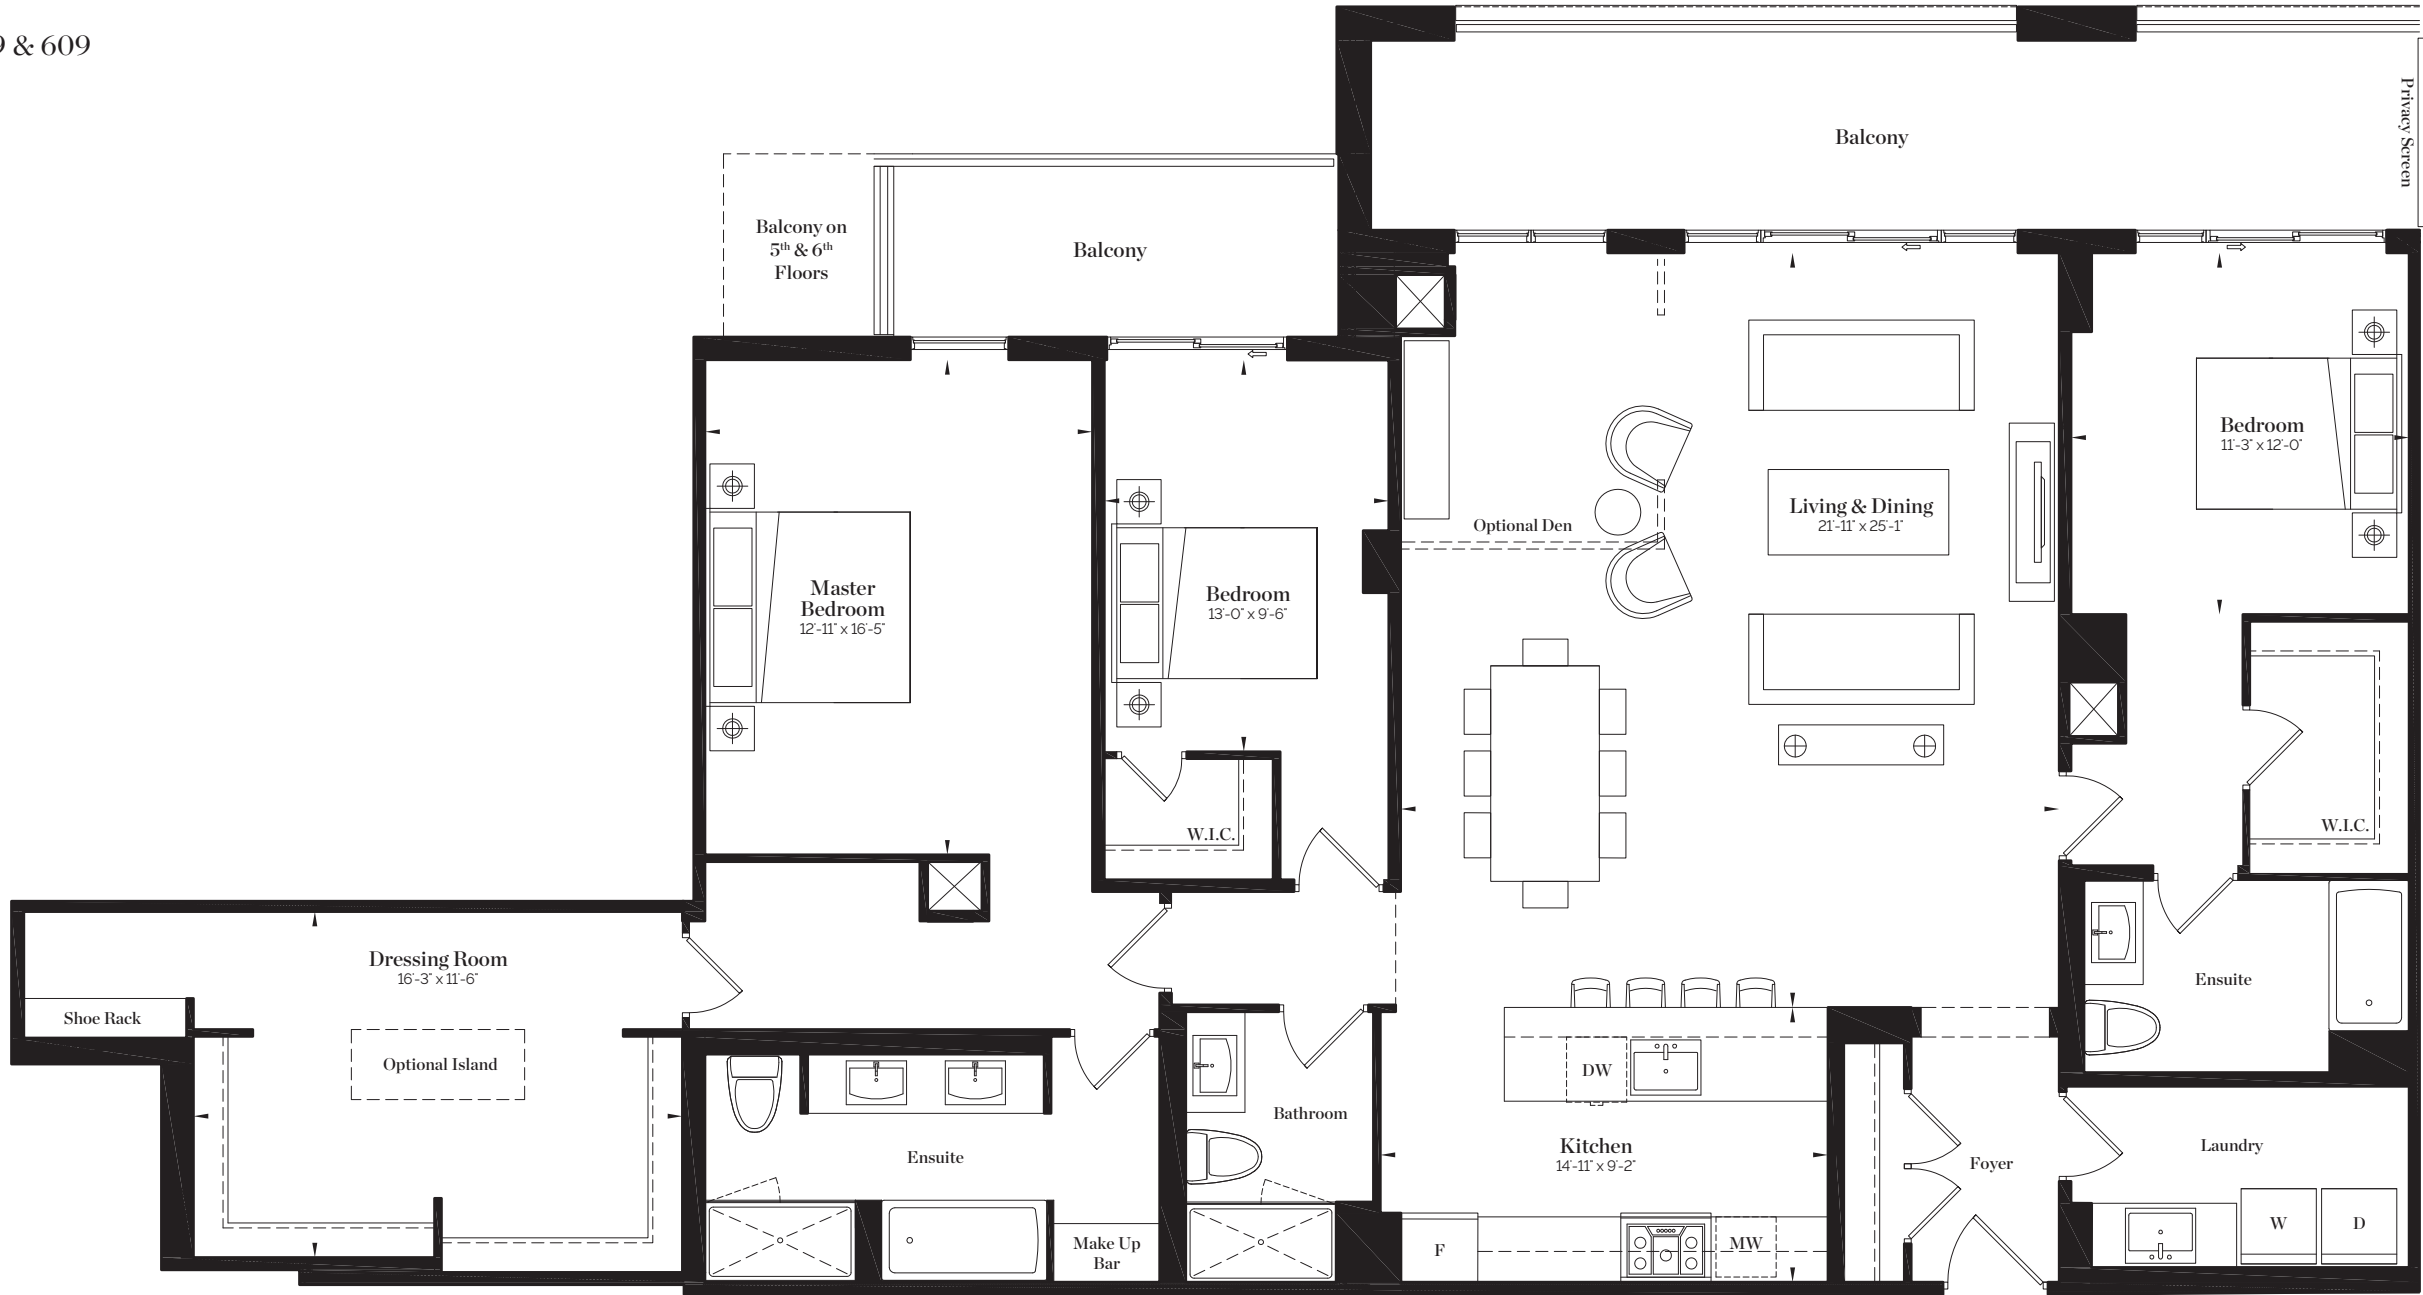 9 & 609
Balcony
Privacy Screen
Balcony on
5th & 6th
Floors
Balcony
Bedroom
11'-3" x 12'-0"
Living & Dining
21'-11" x 25'-1"
Optional Den
Master
Bedroom
12'-11" x 16'-5"
Bedroom
13'-0" x 9'-6"
W.I.C.
W.I.C.
Dressing Room
16'-3" x 11'-6"
Ensuite
Shoe Rack
Optional Island
DW
Bathroom
Kitchen
14'-11" x 9'-2"
Laundry
Ensuite
Foyer
Make Up
Bar
F
MW
W
D